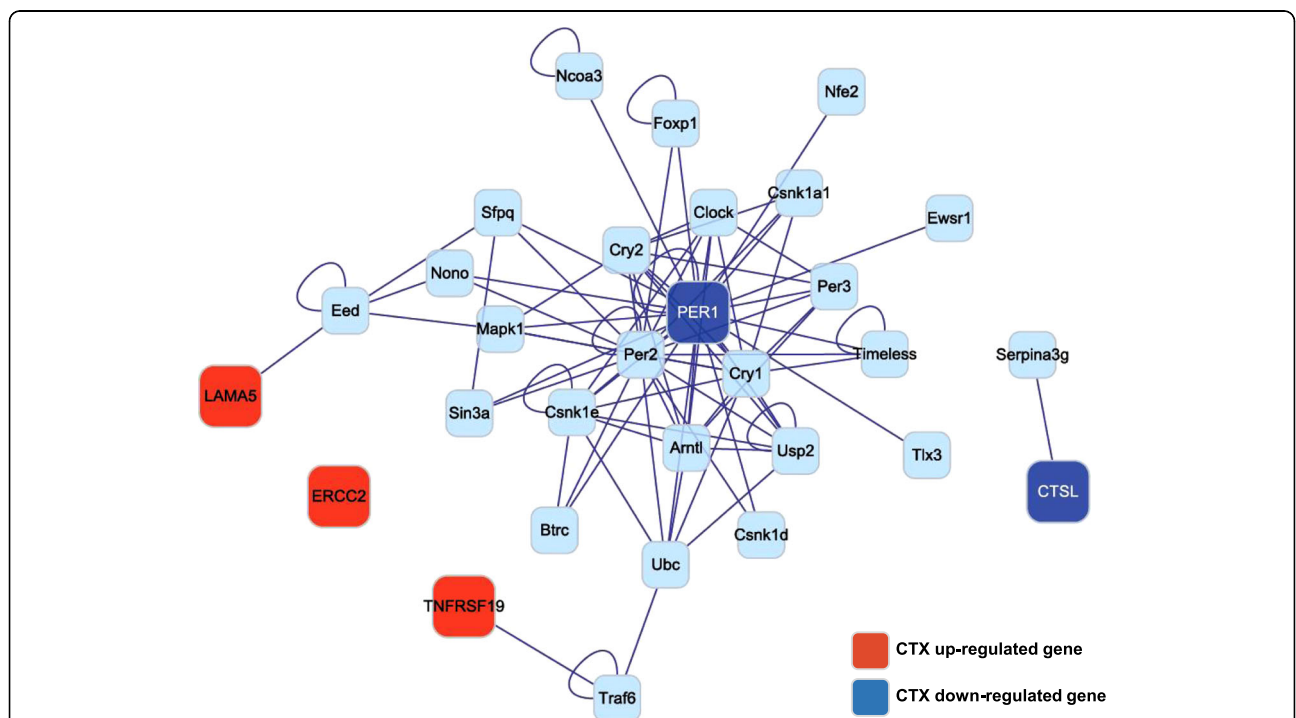 Ncoa3
Nfe2
Foxp1
Csnk1a1
Sfpq
Clock
Ewsr1
Cry2
Nono
Per3
Eed
PER1
Mapk1
Per2
Timeless
Serpina3g
Cry1
LAMA5
Sin3a
Csnk1e
Arntl
Usp2
Tlx3
CTSL
ERCC2
Btrc
Csnk1d
Ubc
TNFRSF19
CTX up-regulated gene
Traf6
CTX down-regulated gene